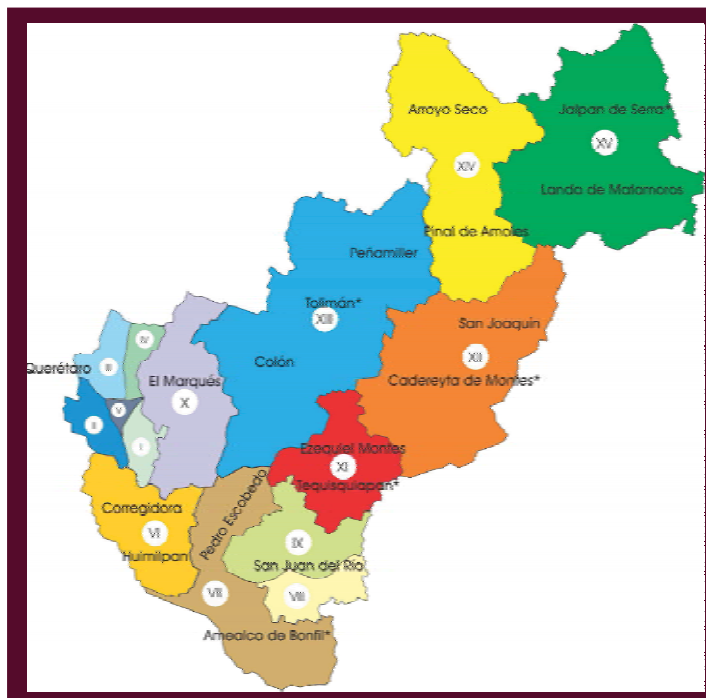 Arroyo Seco
Jalpan de Serra*
XV
XIV
Landa de Matamoros
Pinal de Amoles
Peñamiller
Tolimán*
XIII
San Joaquín
IV
XII
Colón
Querétaro
III
El Marqués
Cadereyta de Montes*
X
V
II
I
Ezequiel Montes
XI
Tequisquiapan*
Pedro Escobedo
Corregidora
VI
IX
Huimilpan
San Juan del Río
VII
VIII
Amealco de Bonfil*